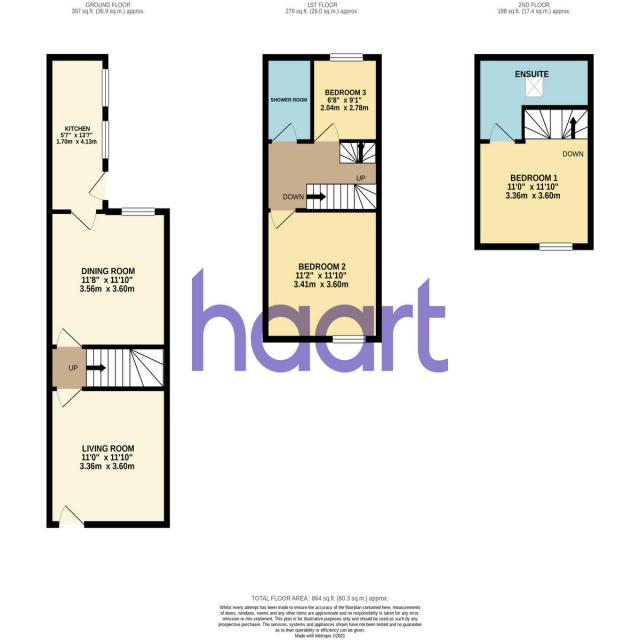 GROUND FLOOR
397 sq.ft. (36.9 sq.m.) approx.
1ST FLOOR
279 sq.ft. (26.0 sq.m.) approx.
2ND FLOOR
188 sq.ft. (17.4 sq.m.) approx.
KITCHEN
5'7" x 13'7"
1.70m x 4.13m
DINING ROOM
11'8" x 11'10"
3.56m x 3.60m
UP
LIVING ROOM
11'0" x 11'10"
3.36m x 3.60m
SHOWER ROOM
BEDROOM 3
6'8" x 9'1"
2.04m x 2.78m
UP
DOWN
BEDROOM 2
11'2" x 11'10"
3.41m x 3.60m
ENSUITE
DOWN
BEDROOM 1
11'0" x 11'10"
3.36m x 3.60m
haart
TOTAL FLOOR AREA : 864 sq.ft. (80.3 sq.m.) approx.
Whilst every attempt has been made to ensure the accuracy of the floorplan contained here, measurements
of doors, windows, rooms and any other items are approximate and no responsibility is taken for any error,
omission or mis-statement. This plan is for illustrative purposes only and should be used as such by any
prospective purchaser. The services, systems and appliances shown have not been tested and no guarantee
as to their operability or efficiency can be given.
Made with Metropix ©2021